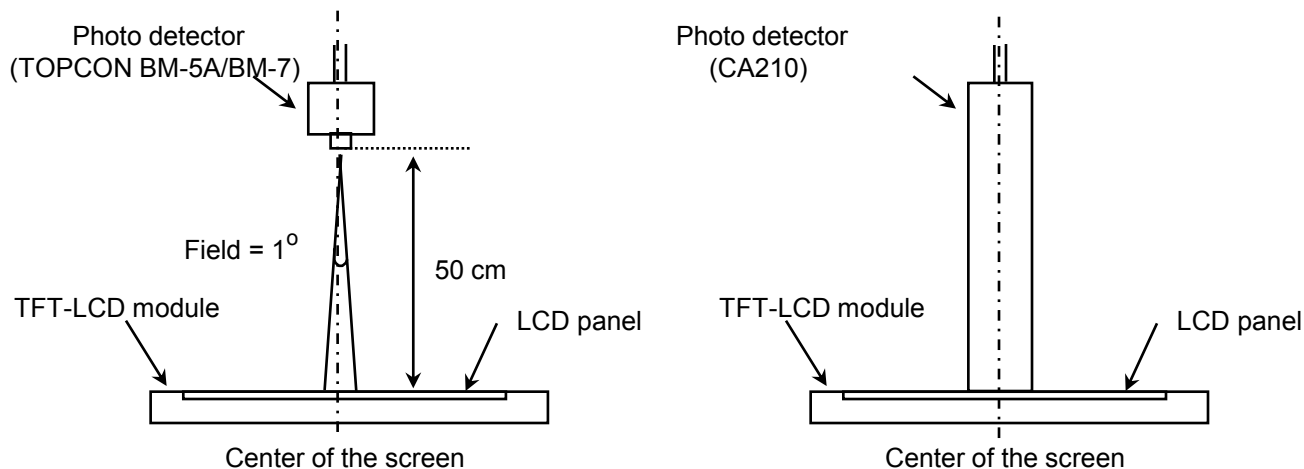 Photo detector
(TOPCON BM-5A/BM-7)
Field = 1°
50 cm
TFT-LCD module
LCD panel
Center of the screen
Photo detector
(CA210)
TFT-LCD module
LCD panel
Center of the screen